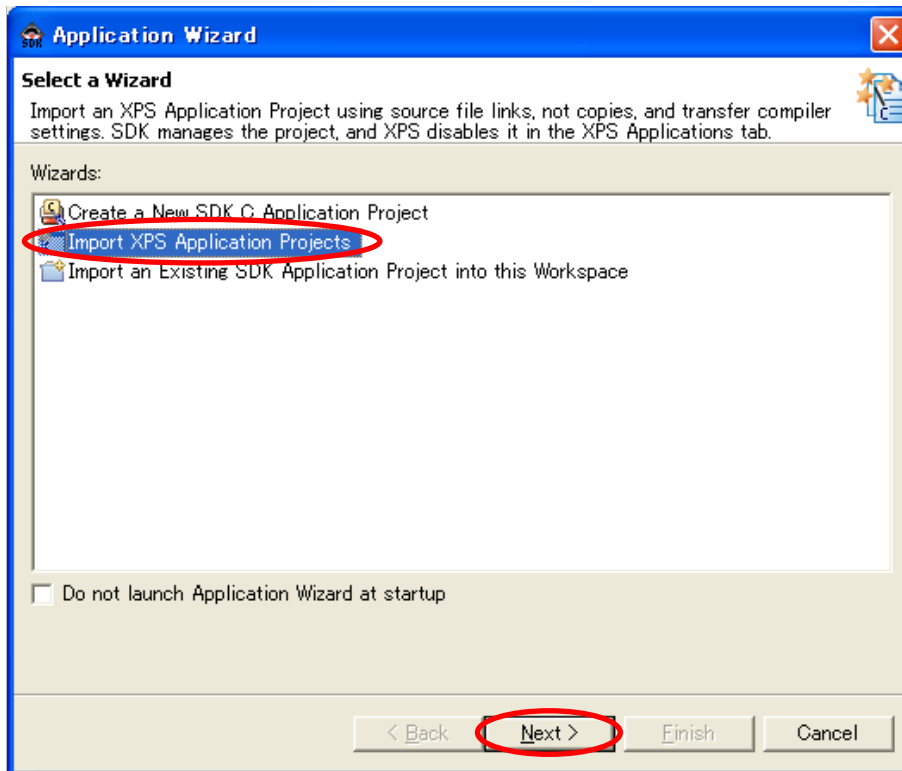 SDK Application Wizard
Select a Wizard
Import an XPS Application Project using source file links, not copies, and transfer compiler
settings. SDK manages the project, and XPS disables it in the XPS Applications tab.
Wizards:
Create a New SDK C Application Project
Import XPS Application Projects
Import an Existing SDK Application Project into this Workspace
Do not launch Application Wizard at startup
< Back Next > Finish Cancel